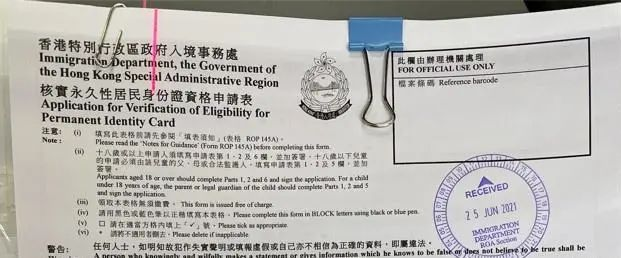 香港特別行政區政府入境事務處
Immigration Department, the Government of
the Hong Kong Special Administrative Region
核實永久性居民身份證資格申請表
Application for Verification of Eligibility for
Permanent Identity Card
此欄由辦理機關處理
FOR OFFICIAL USE ONLY
檔案條碼 Reference barcode
注意: (i) 填寫此表格前請先參閱「填表須知」(表格 ROP 145A)。
Note: Please read the 'Notes for Guidance' (Form ROP 145A) before completing this form.
(ii) 十八歲或以上申請人須填寫申請表第1、2及6欄,並加簽署。十八歲以下兒童
的申請必須由該兒童的父、母或合法監護人,填寫申請表第1、2及5欄,並加
簽署。
Applicants aged 18 or over should complete Parts 1, 2 and 6 and sign the application. For a child
under 18 years of age, the parent or legal guardian of the child should complete Parts 1, 2 and 5
and sign the application.
(iii) 領取本表格無須繳費。 This form is issued free of charge.
(iv) 請用黑色或藍色筆以正楷填寫本表格。 Please complete this form in BLOCK letters using black or blue pen.
(v) □ 請在適當方格內填上「✓」號。 Please tick as appropriate.
(vi) * 請將不適用者刪去。 Please delete if inapplicable.
RECEIVED
25 JUN 2021
IMMIGRATION
DEPARTMENT
ROA Section
警告: 任何人士,如明知故犯作失實聲明或填報虛假或自己亦不相信為正確的資料,即屬違法。
A person who knowingly and wilfully makes a statement or gives information which he knows to be false or does not believe to be true shall be